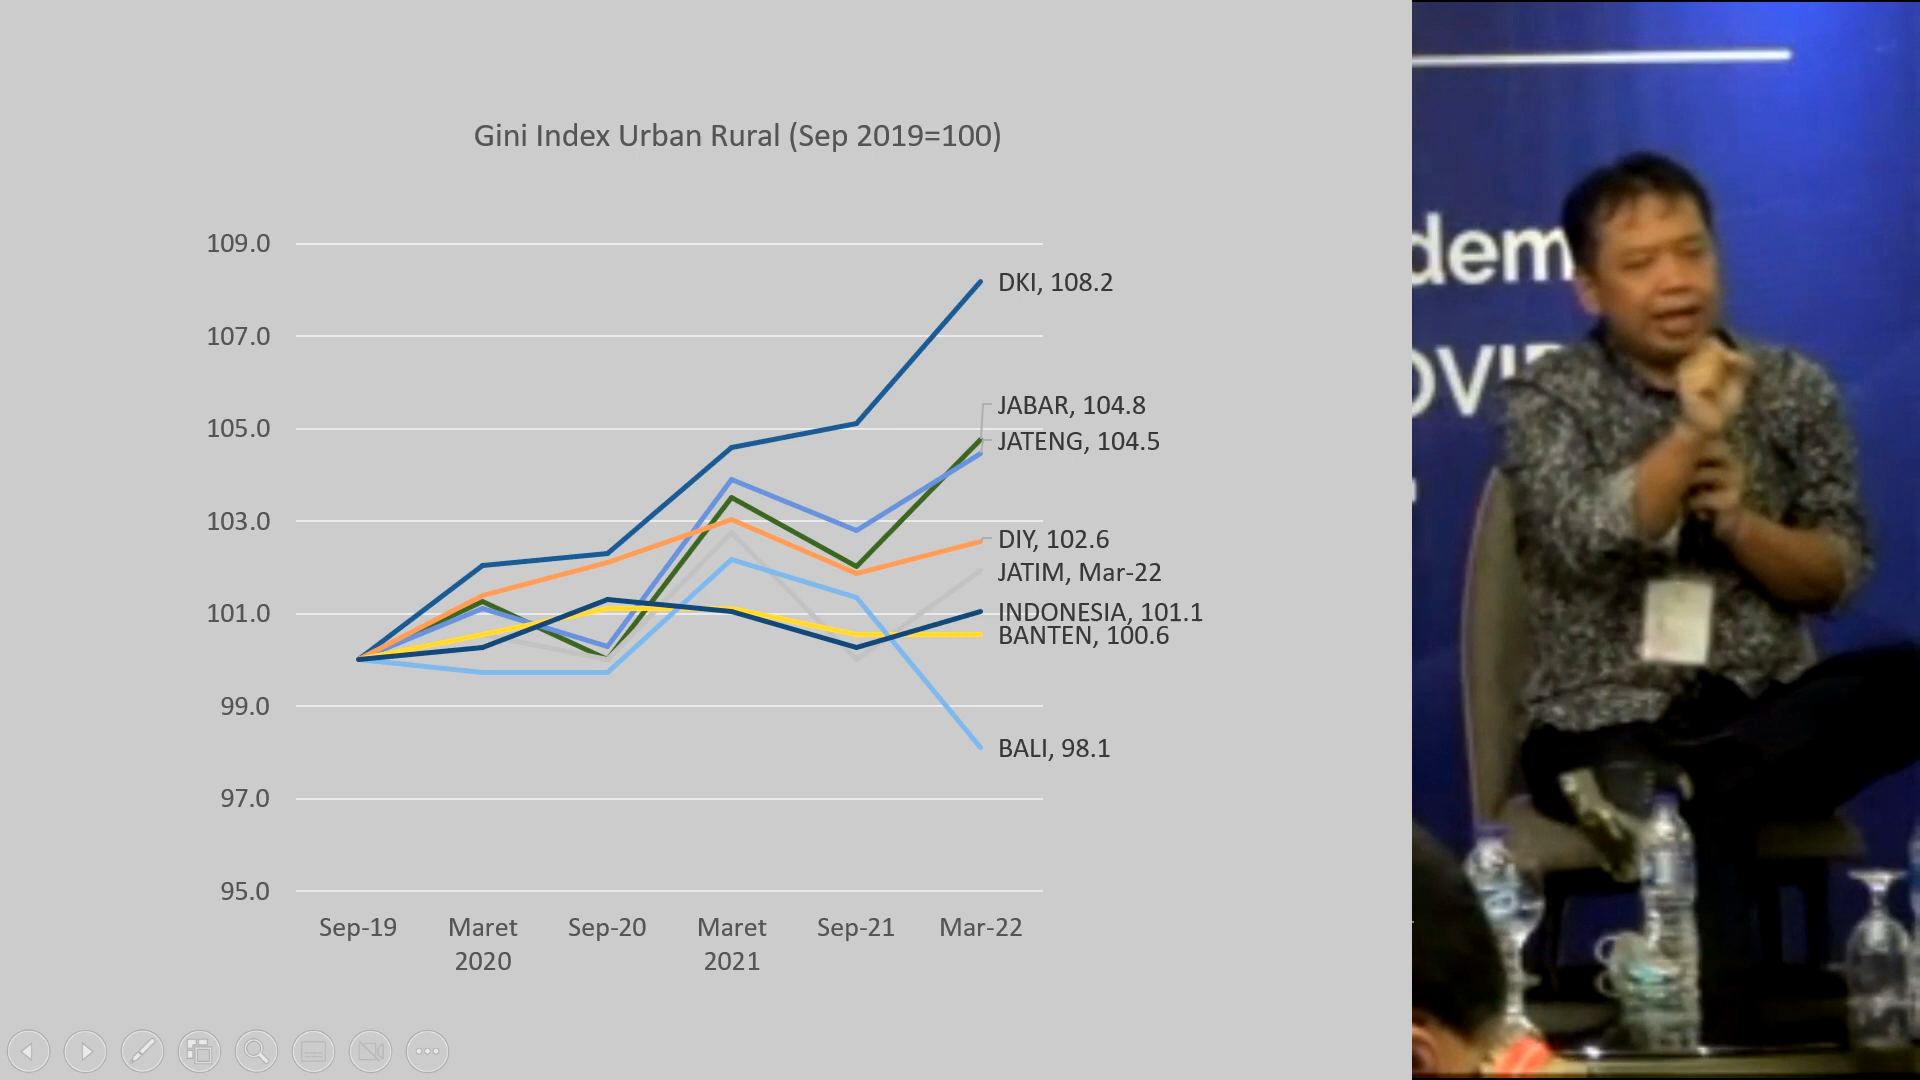 Gini Index Urban Rural (Sep 2019=100)
109.0
107.0
105.0
103.0
101.0
99.0
97.0
95.0
DKI, 108.2
JABAR, 104.8
JATENG, 104.5
DIY, 102.6
JATIM, Mar-22
INDONESIA, 101.1
BANTEN, 100.6
BALI, 98.1
Sep-19 Maret 2020 Sep-20 Maret 2021 Sep-21 Mar-22
dem
OVI